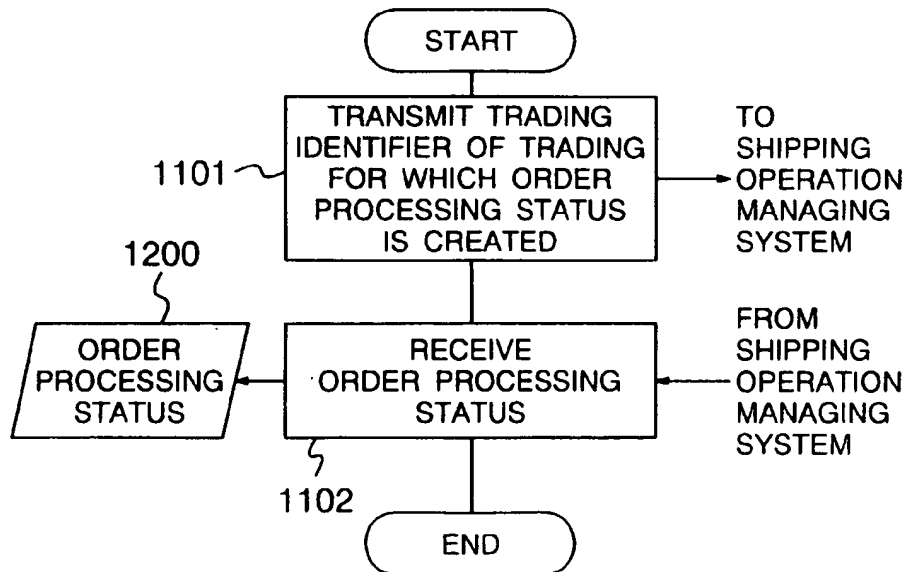 START
TRANSMIT TRADING
IDENTIFIER OF TRADING
FOR WHICH ORDER
PROCESSING STATUS
IS CREATED
1101
TO
SHIPPING
OPERATION
MANAGING
SYSTEM
1200
ORDER
PROCESSING
STATUS
RECEIVE
ORDER PROCESSING
STATUS
FROM
SHIPPING
OPERATION
MANAGING
SYSTEM
1102
END